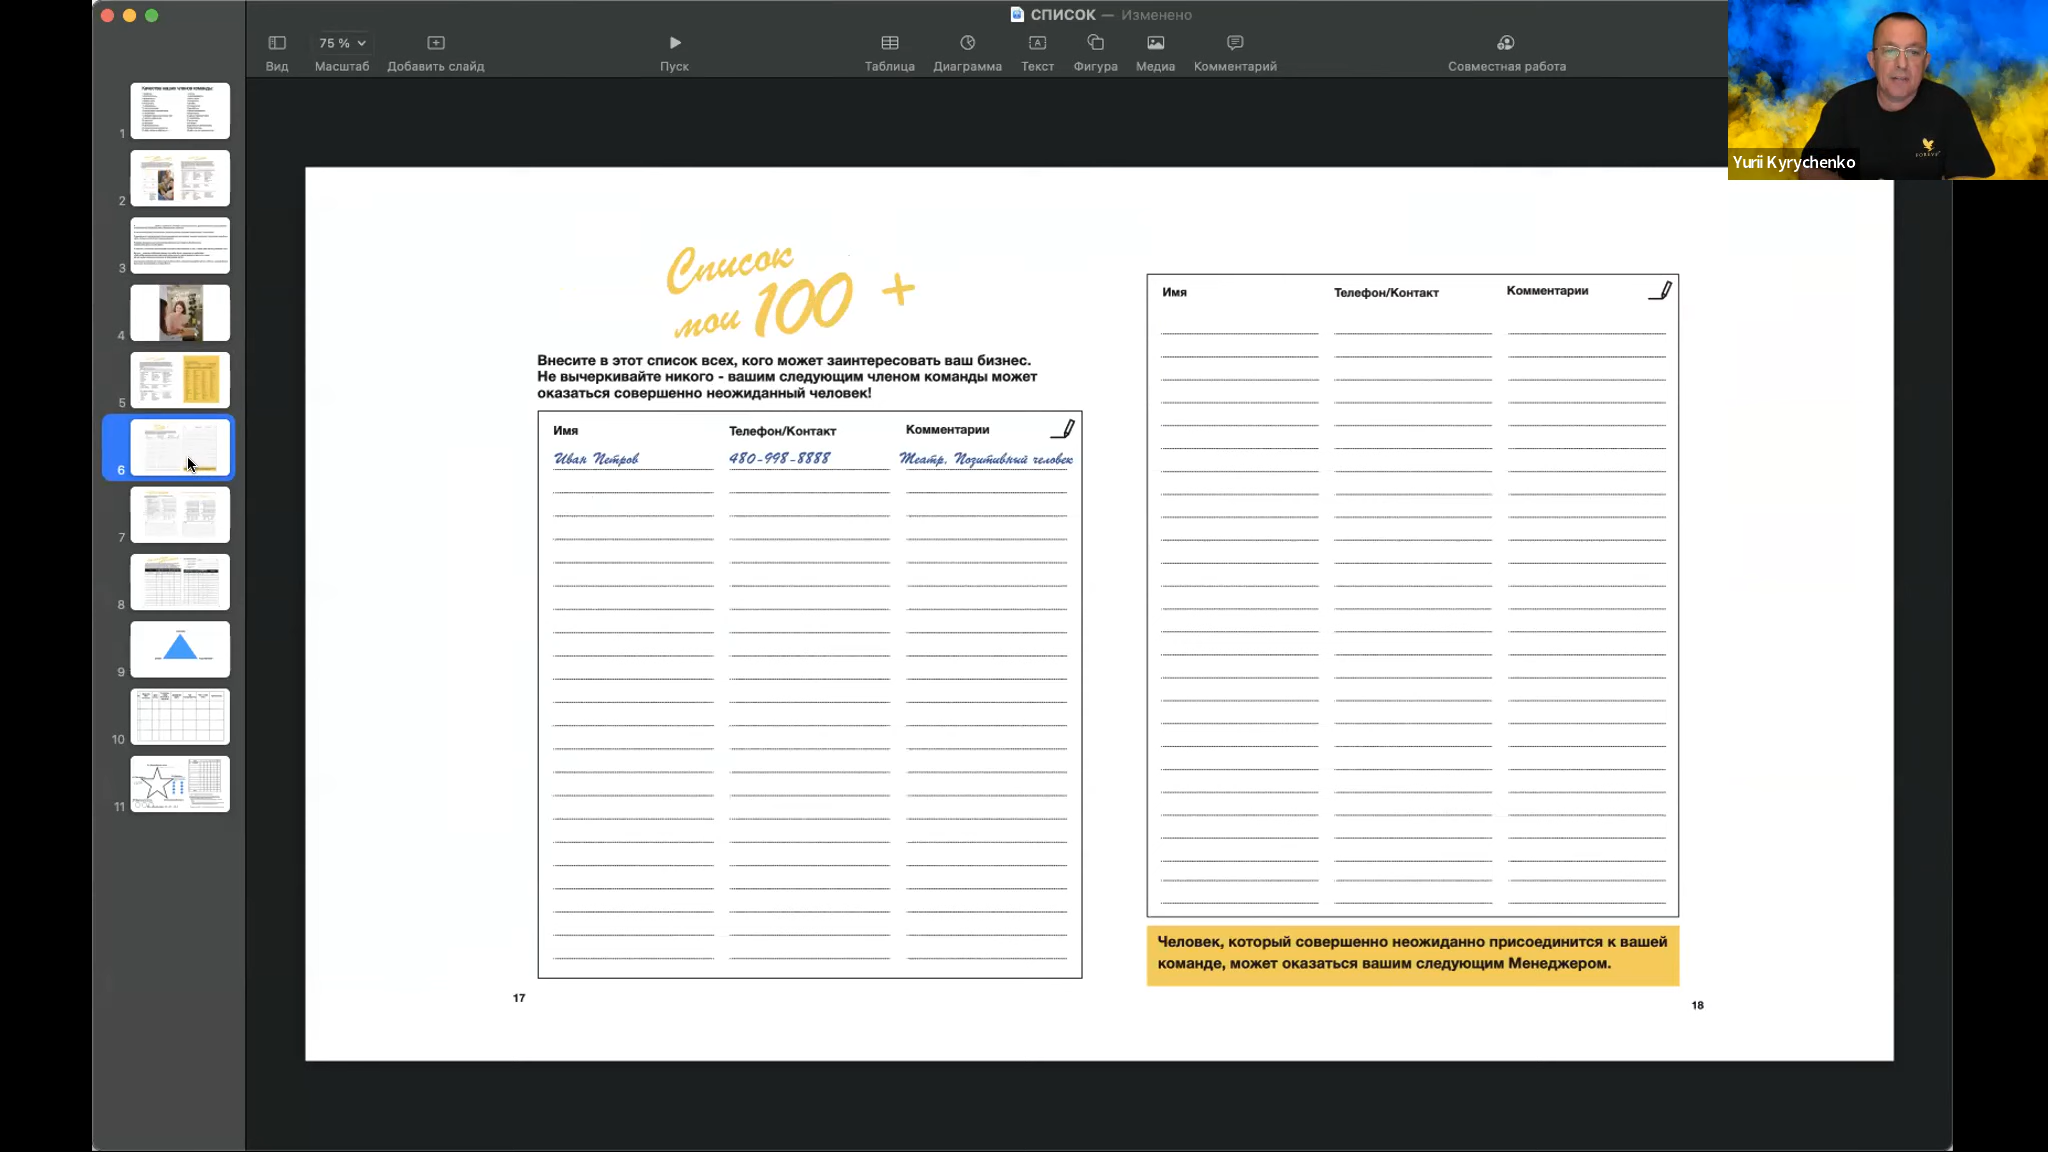 СПИСОК — Изменено
75 %
Вид
Масштаб
Добавить слайд
Пуск
Таблица
Диаграмма
Текст
Фигура
Медиа
Комментарий
Совместная работа
Yurii Kyrychenko
1
2
3
4
5
6
7
8
9
10
11
Список
мои 100 +
Внесите в этот список всех, кого может заинтересовать ваш бизнес.
Не вычеркивайте никого - вашим следующим членом команды может
оказаться совершенно неожиданный человек!
Имя Телефон/Контакт Комментарии
Иван Петров 480-998-8888 Театр. Позитивный человек
17
Имя Телефон/Контакт Комментарии
Человек, который совершенно неожиданно присоединится к вашей
команде, может оказаться вашим следующим Менеджером.
18